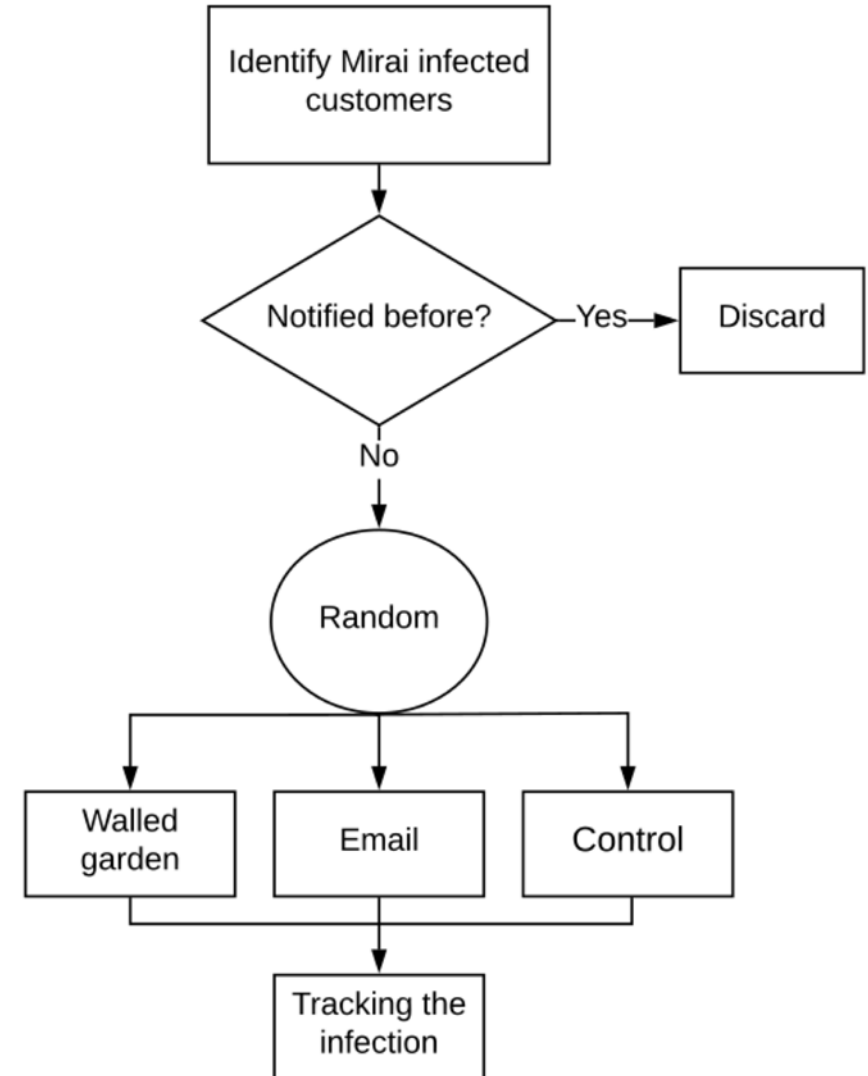 Identify Mirai infected
customers
Notified before?
Yes
Discard
No
Random
Walled
garden
Email
Control
Tracking the
infection